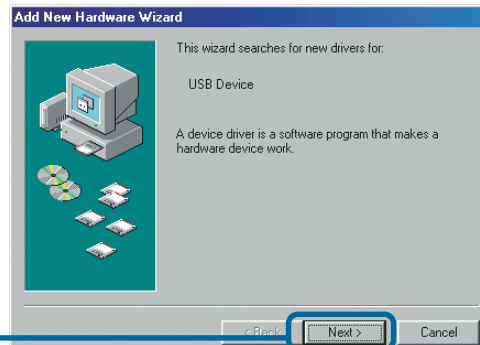 Add New Hardware Wizard
This wizard searches for new drivers for:
USB Device
A device driver is a software program that makes a
hardware device work.
< Back
Next >
Cancel